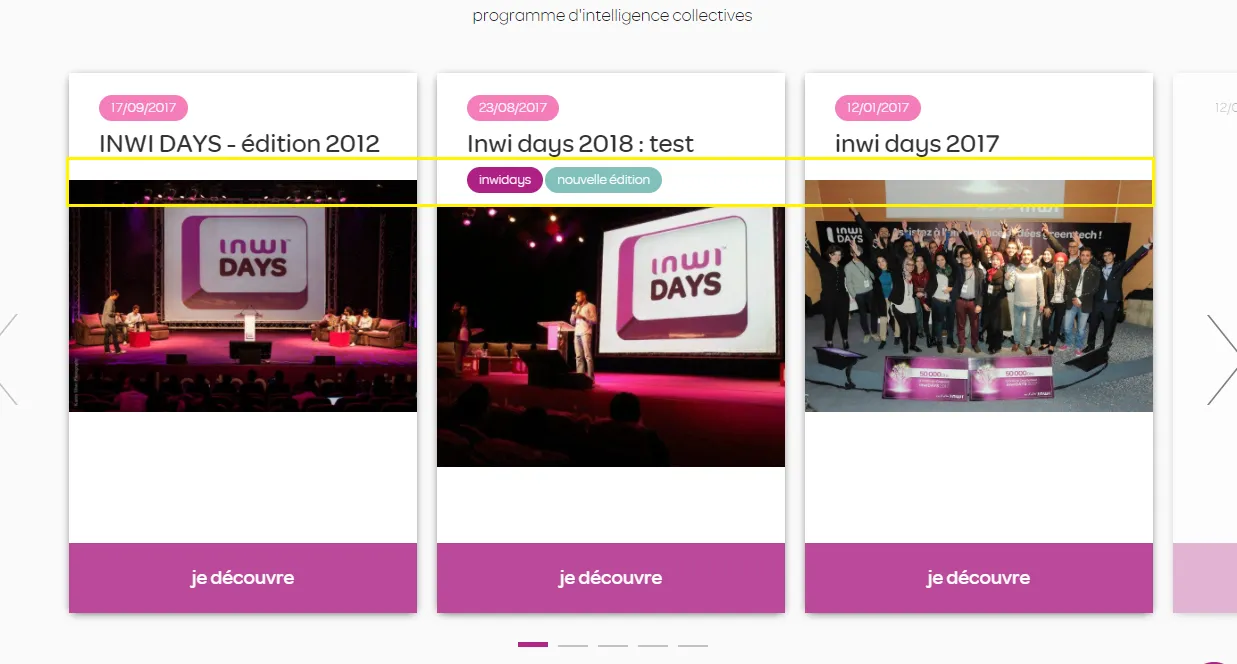 programme d'intelligence collectives
17/09/2017
INWI DAYS - édition 2012
inwi
DAYS
je découvre
23/08/2017
Inwi days 2018 : test
inwidays
nouvelle édition
inwi
DAYS
je découvre
12/01/2017
inwi days 2017
inwi
DAYS
50 000
50 000
inwi
inwi
je découvre